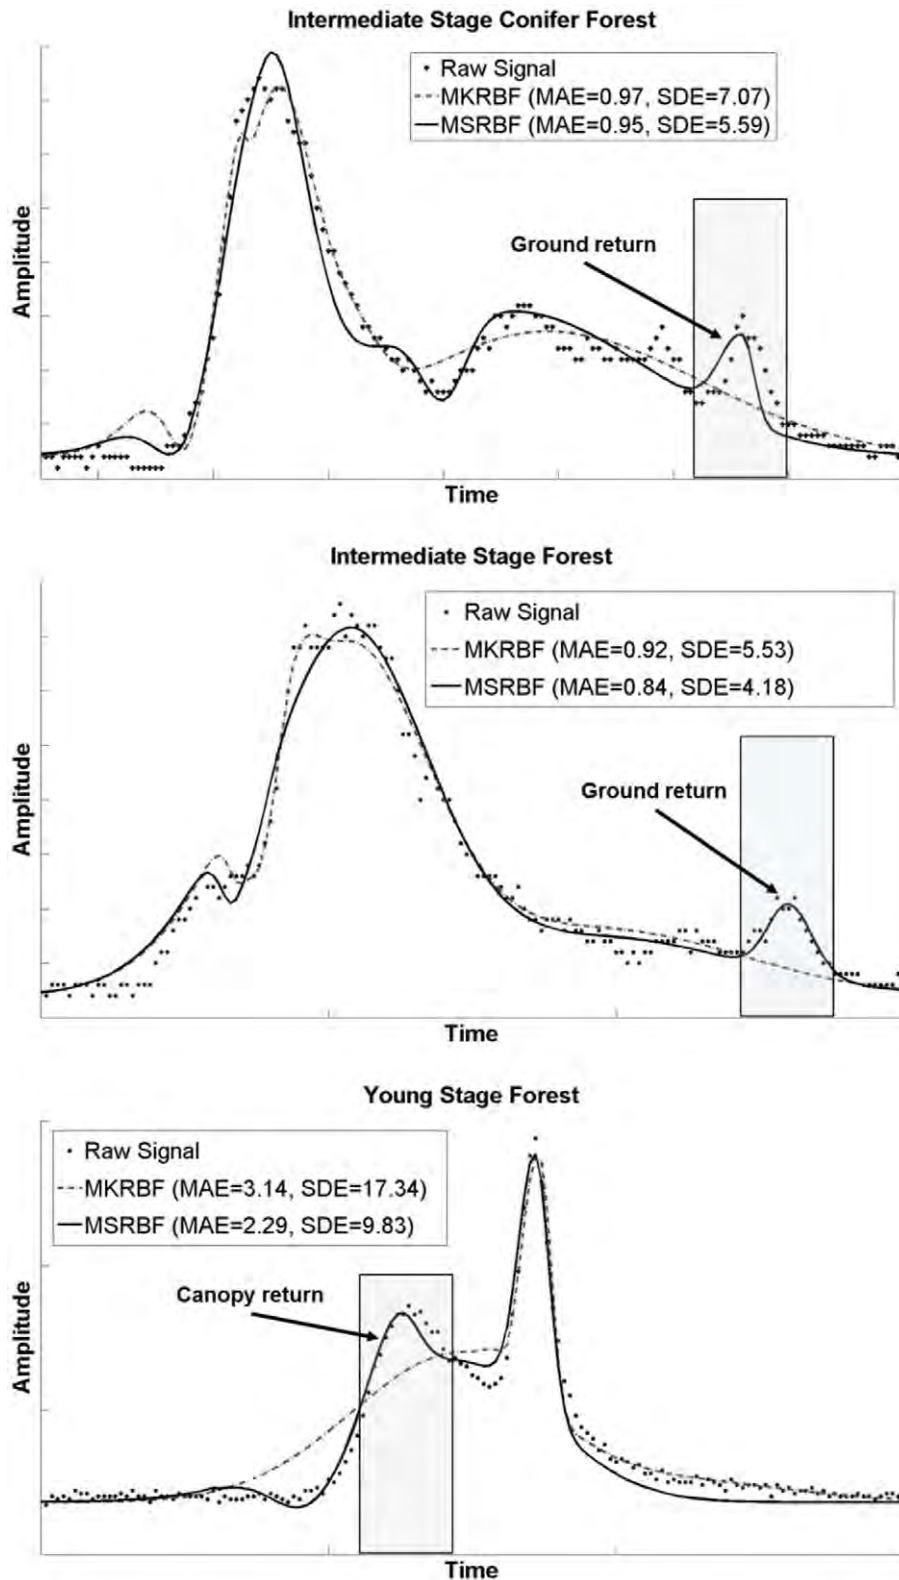 Intermediate Stage Conifer Forest
Raw Signal
MKRBF (MAE=0.97, SDE=7.07)
MSRBF (MAE=0.95, SDE=5.59)
Ground return
Amplitude
Time
Intermediate Stage Forest
Raw Signal
MKRBF (MAE=0.92, SDE=5.53)
MSRBF (MAE=0.84, SDE=4.18)
Ground return
Amplitude
Time
Young Stage Forest
Raw Signal
MKRBF (MAE=3.14, SDE=17.34)
MSRBF (MAE=2.29, SDE=9.83)
Canopy return
Amplitude
Time